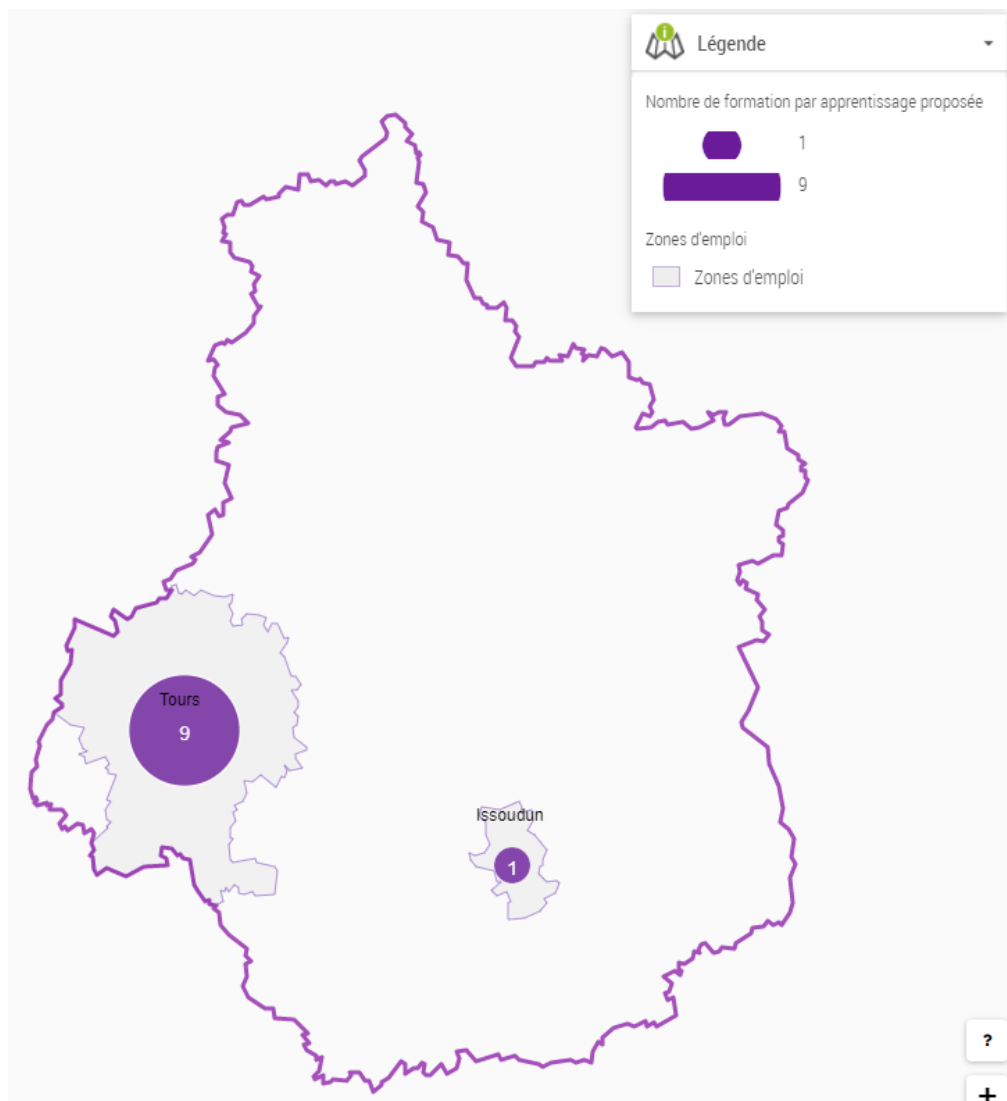 i
Légende
Nombre de formation par apprentissage proposée
1
9
Zones d'emploi
Zones d'emploi
Tours
9
Issoudun
1
?
+